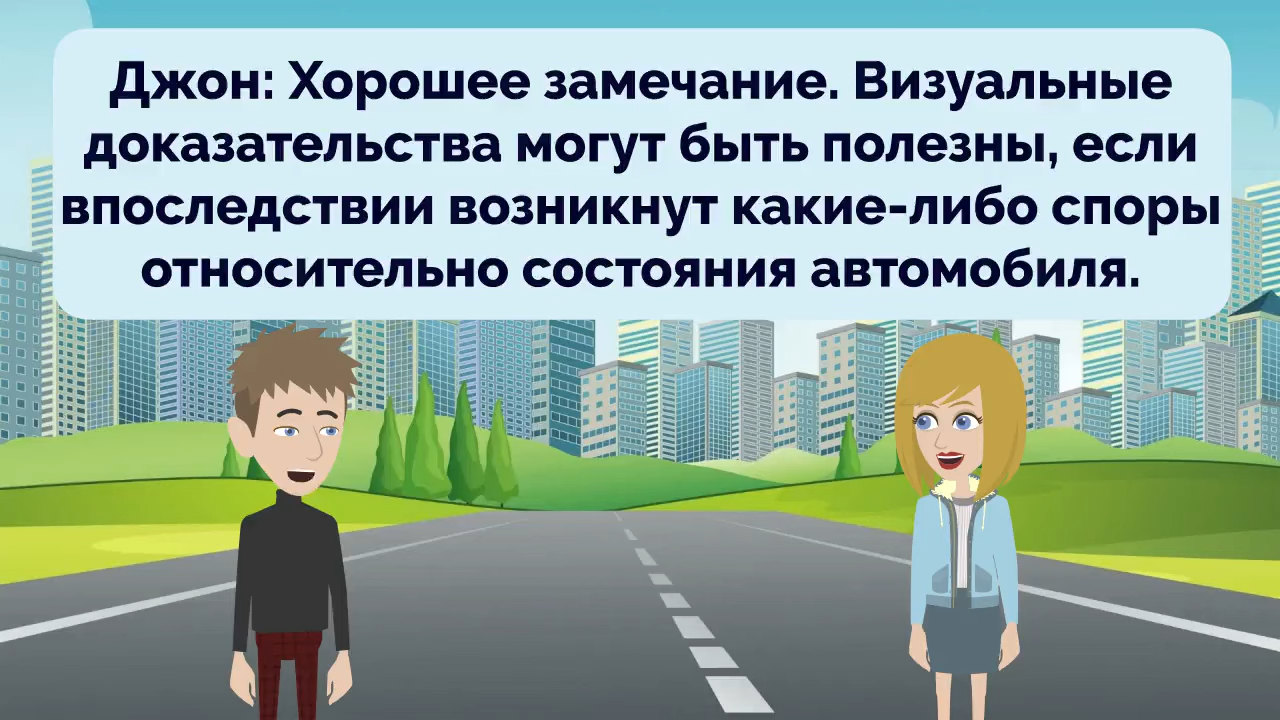 Джон: Хорошее замечание. Визуальные
доказательства могут быть полезны, если
впоследствии возникнут какие-либо споры
относительно состояния автомобиля.